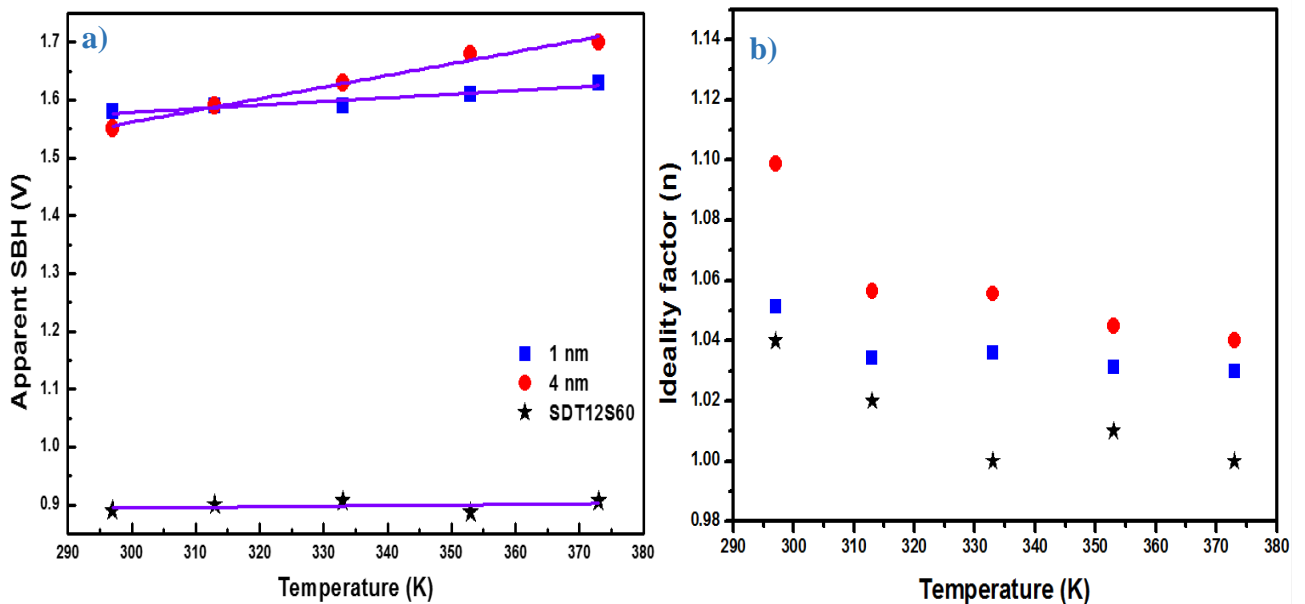 a)
Apparent SBH (V)
1.7
1.6
1.5
1.4
1.3
1.2
1.1
1.0
0.9
1 nm
4 nm
SDT12S60
290 300 310 320 330 340 350 360 370 380
Temperature (K)
b)
Ideality factor (n)
1.14
1.12
1.10
1.08
1.06
1.04
1.02
1.00
0.98
290 300 310 320 330 340 350 360 370 380
Temperature (K)